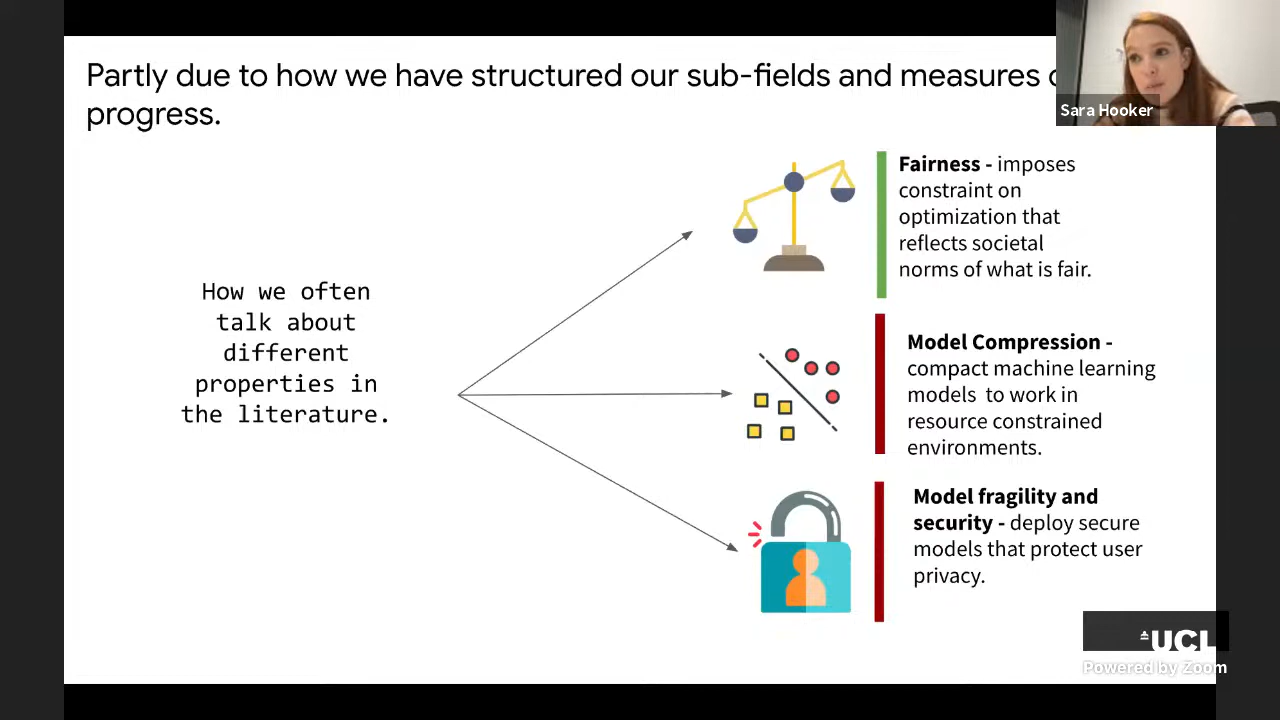 Partly due to how we have structured our sub-fields and measures
progress.
Sara Hooker
How we often
talk about
different
properties in
the literature.
Fairness - imposes
constraint on
optimization that
reflects societal
norms of what is fair.
Model Compression -
compact machine learning
models to work in
resource constrained
environments.
Model fragility and
security - deploy secure
models that protect user
privacy.
UCL
Powered by Zoom